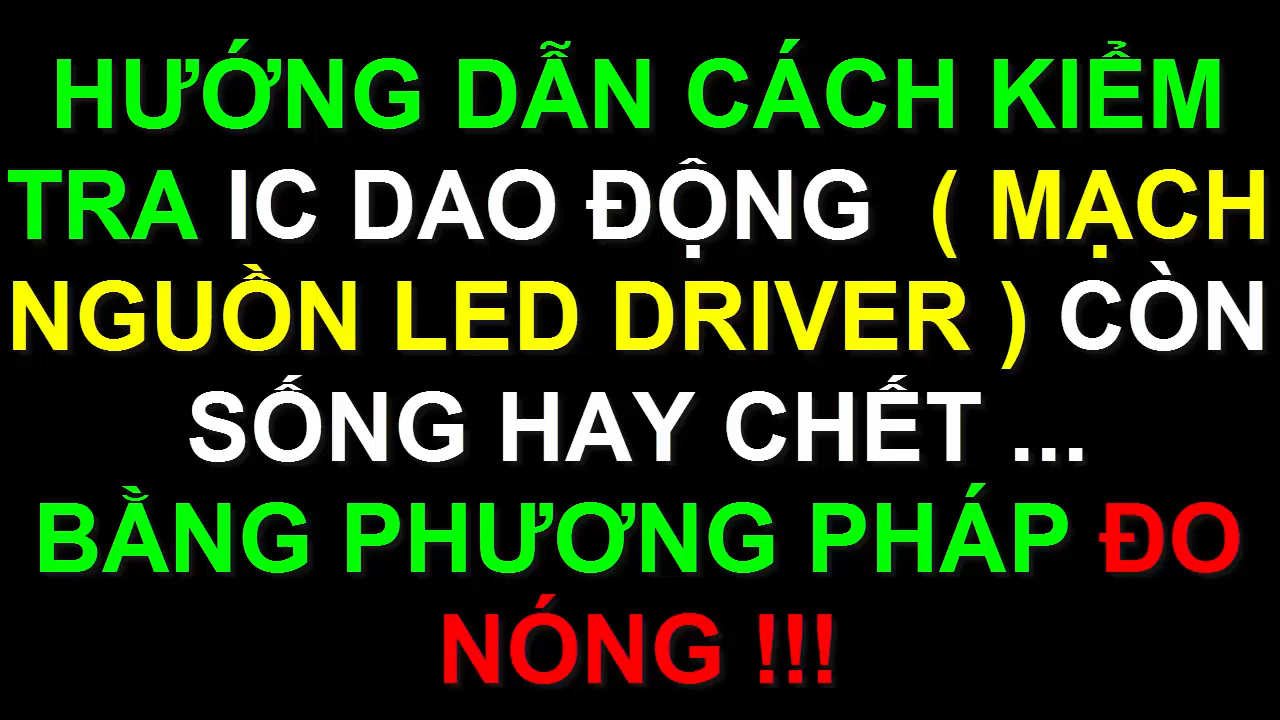 HƯỚNG DẪN CÁCH KIỂM
TRA IC DAO ĐỘNG ( MẠCH
NGUỒN LED DRIVER ) CÒN
SỐNG HAY CHẾT ...
BẰNG PHƯƠNG PHÁP ĐO
NÓNG !!!